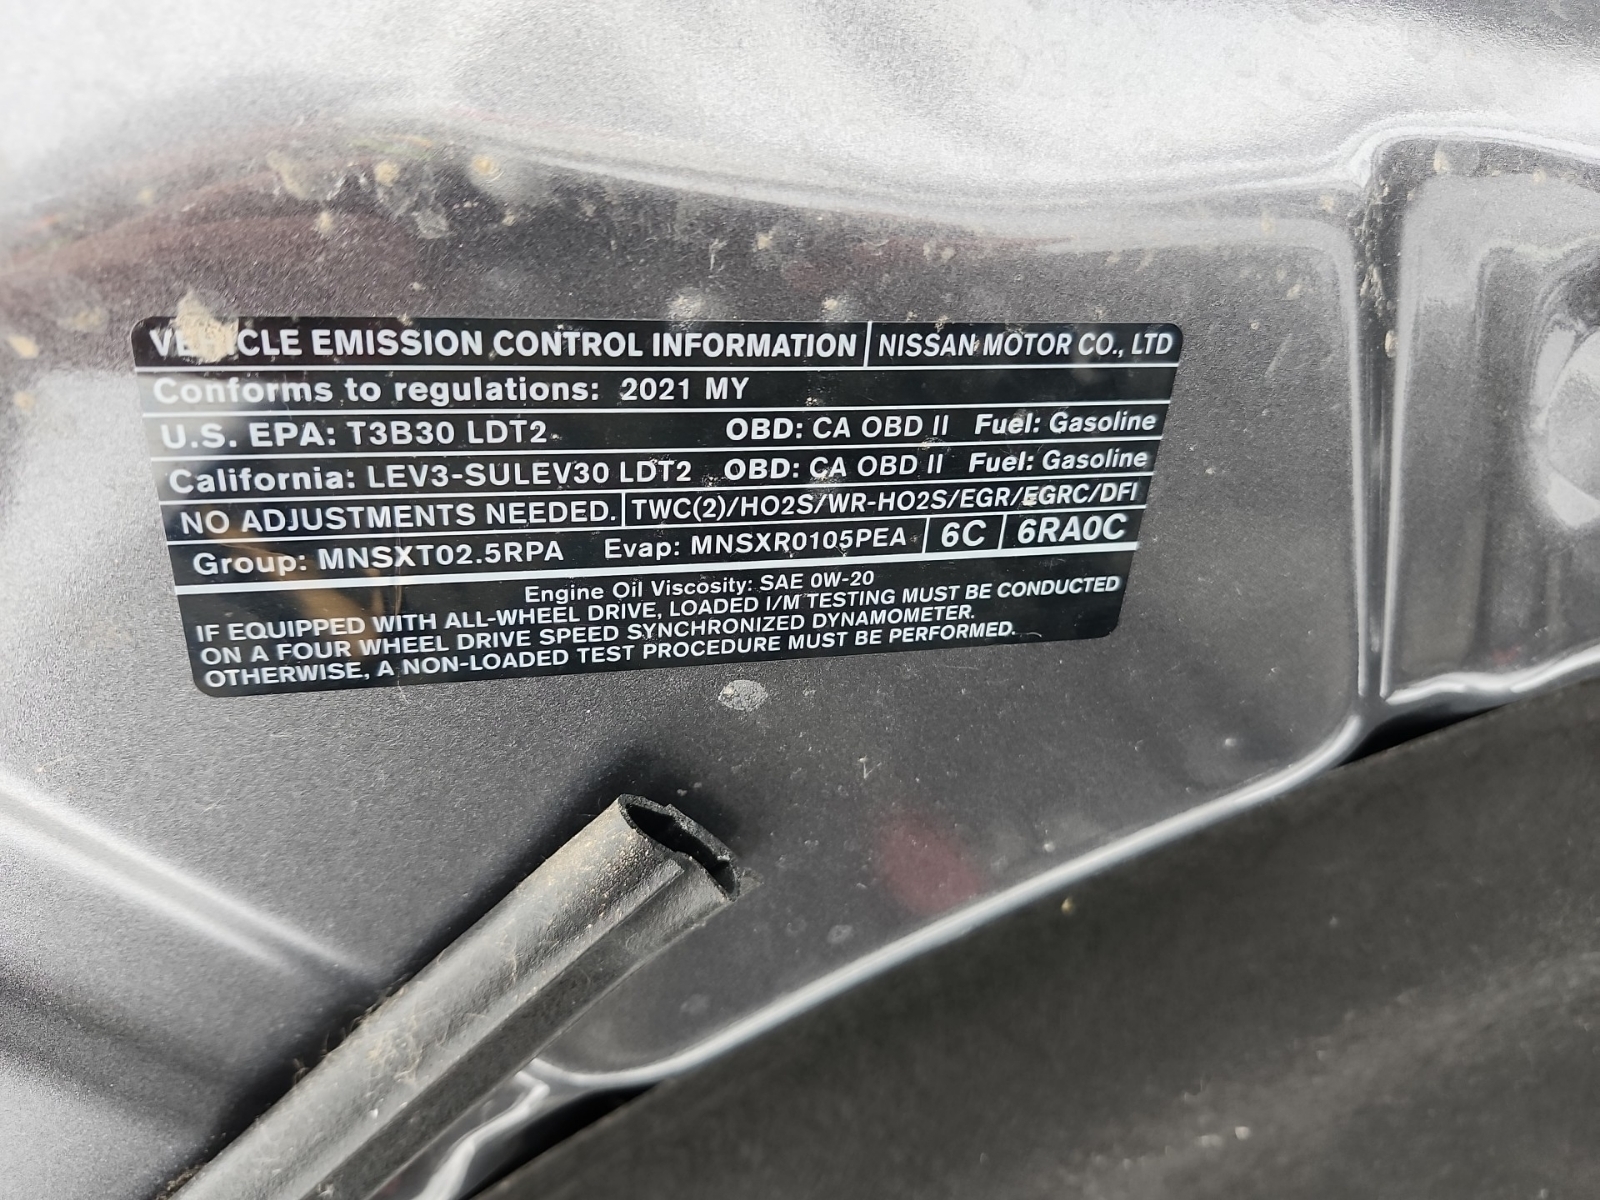 VEHICLE EMISSION CONTROL INFORMATION NISSAN MOTOR CO., LTD
Conforms to regulations: 2021 MY
U.S. EPA: T3B30 LDT2 OBD: CA OBD II Fuel: Gasoline
California: LEV3-SULEV30 LDT2 OBD: CA OBD II Fuel: Gasoline
NO ADJUSTMENTS NEEDED. TWC(2)/HO2S/WR-HO2S/EGR/EGRC/DFI
Group: MNSXT02.5RPA Evap: MNSXR0105PEA 6C 6RA0C
Engine Oil Viscosity: SAE 0W-20
IF EQUIPPED WITH ALL-WHEEL DRIVE, LOADED I/M TESTING MUST BE CONDUCTED
ON A FOUR WHEEL DRIVE SPEED SYNCHRONIZED DYNAMOMETER.
OTHERWISE, A NON-LOADED TEST PROCEDURE MUST BE PERFORMED.